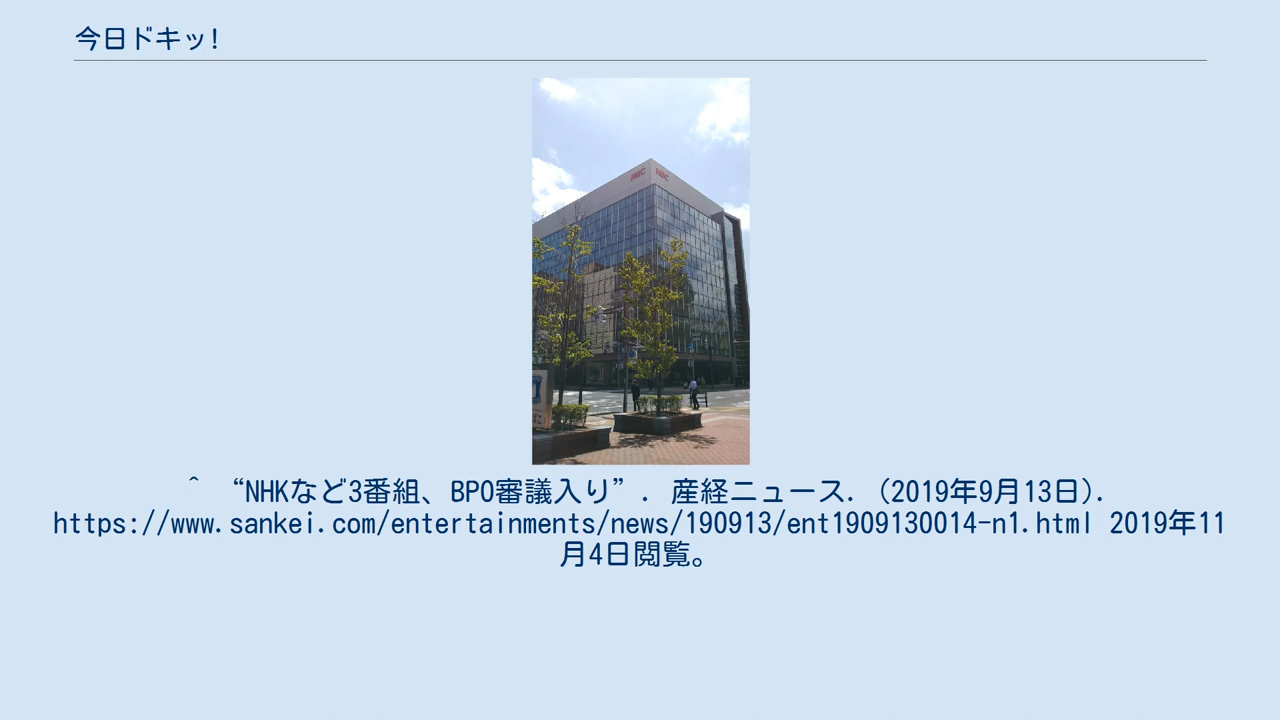 今日ドキッ!
HBC HBC
^ “NHKなど3番組、BPO審議入り”. 産経ニュース. (2019年9月13日).
https://www.sankei.com/entertainments/news/190913/ent1909130014-n1.html 2019年11
月4日閲覧。